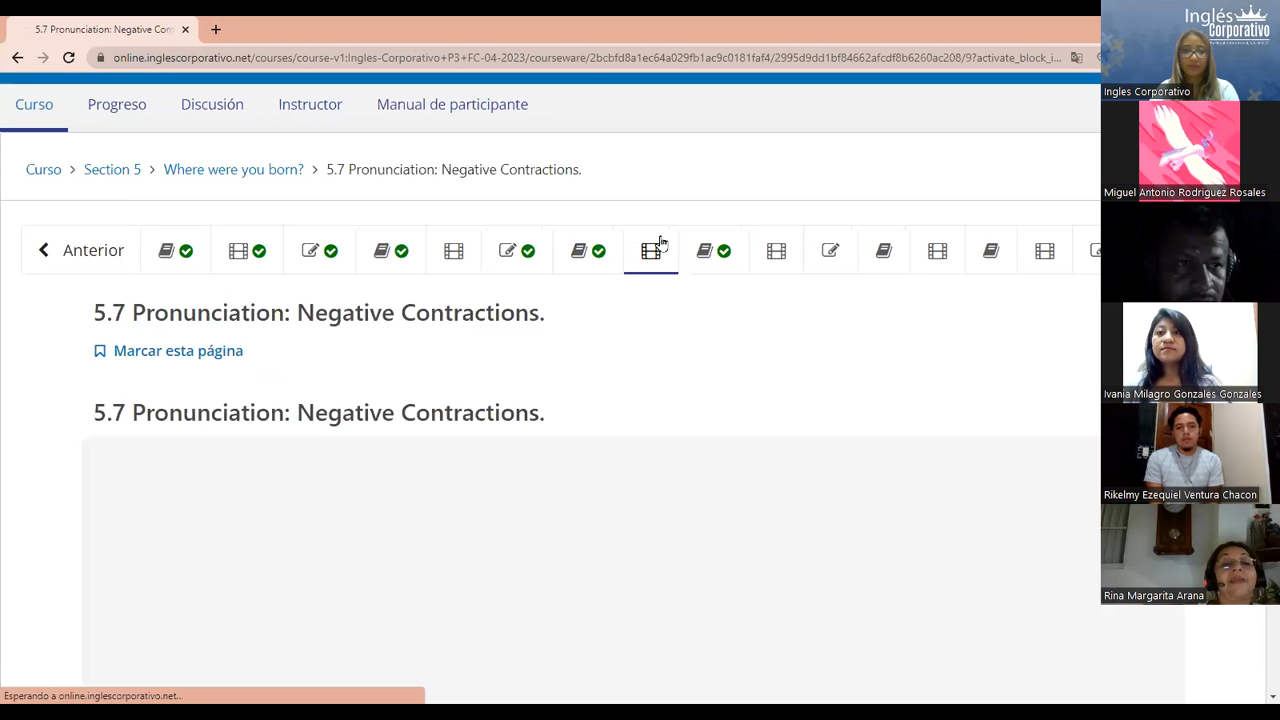 5.7 Pronunciation: Negative Con
online.inglescorporativo.net/courses/course-v1:Ingles-Corporativo+P3+FC-04-2023/courseware/2bcbfd8a1ec64a029fb1ac9c0181faf4/2995d9dd1bf84662afcdf8b6260ac208/9?activate_block_i...
Curso Progreso Discusión Instructor Manual de participante
Curso > Section 5 > Where were you born? > 5.7 Pronunciation: Negative Contractions.
Anterior
5.7 Pronunciation: Negative Contractions.
Marcar esta página
5.7 Pronunciation: Negative Contractions.
Esperando a online.inglescorporativo.net...
Inglés
Corporativo
Ingles Corporativo
Miguel Antonio Rodriguez Rosales
Ivania Milagro Gonzales Gonzales
Rikelmy Ezequiel Ventura Chacon
Rina Margarita Arana